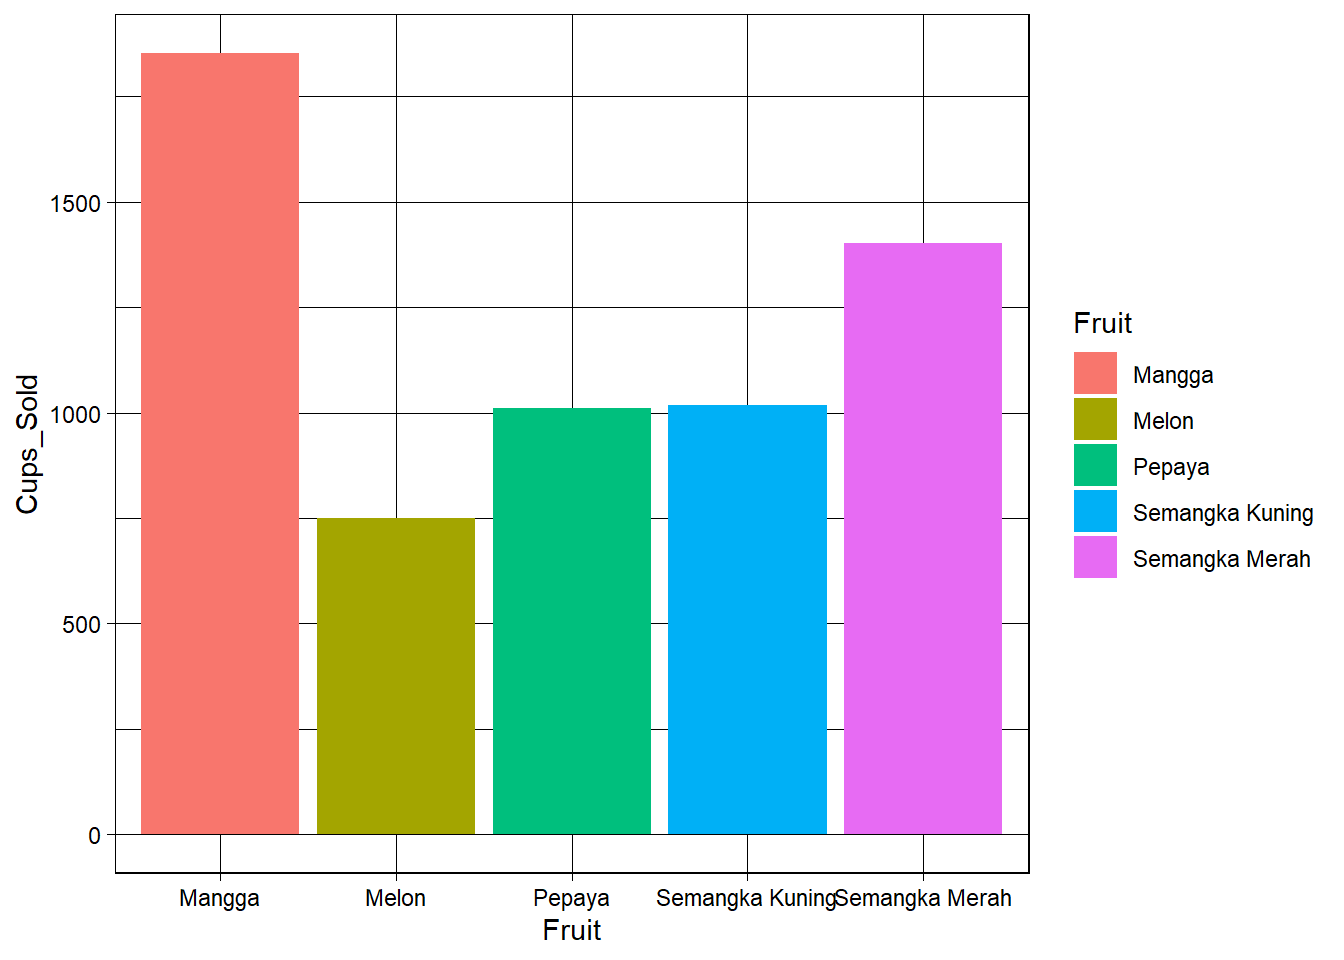 Cups_Sold
1500
1000
500
0
Mangga
Melon
Pepaya
Semangka Kuning
Semangka Merah
Fruit
Fruit
Mangga
Melon
Pepaya
Semangka Kuning
Semangka Merah